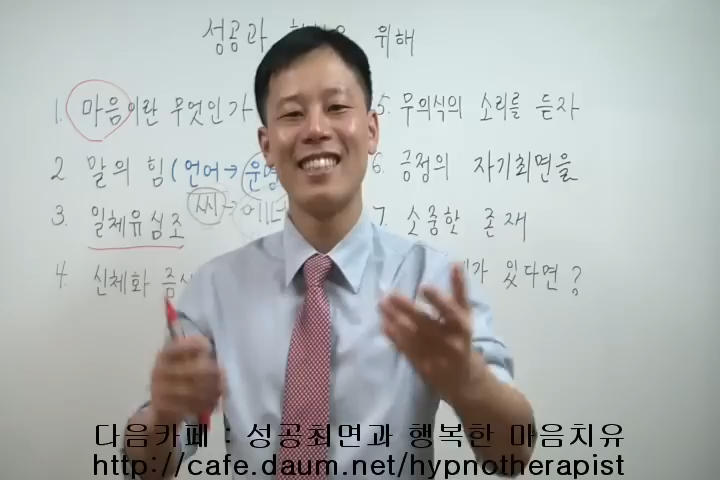 성공과 위해
1. 마음이란 무엇인가
2 말의 힘 (언어→운명
씨→에너
3. 일체유심조
4. 신체화 증상
5. 무의식의 소리를 듣자
6. 긍정의 자기최면을
7. 소중한 존재
있다면?
다음카페 : 성공최면과 행복한 마음치유
http://cafe.daum.net/hypnotherapist